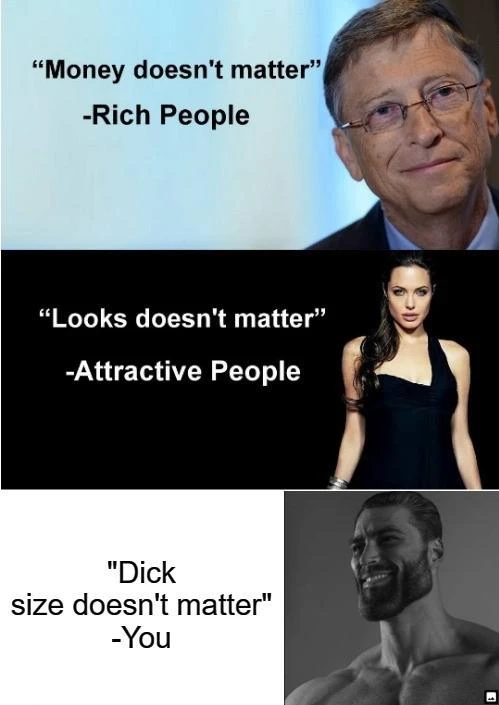 “Money doesn't matter”
-Rich People
“Looks doesn't matter”
-Attractive People
"Dick
size doesn't matter"
-You